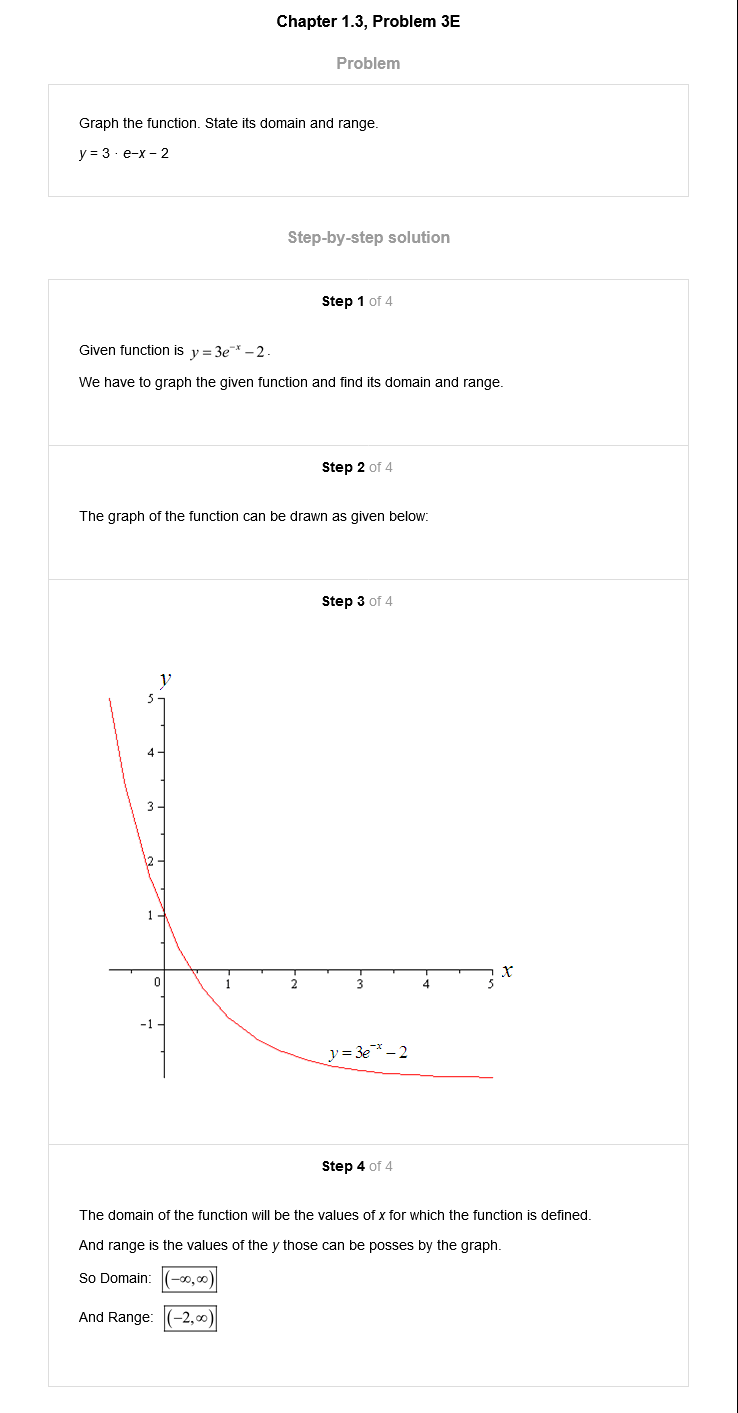 Chapter 1.3, Problem 3E
Problem
Graph the function. State its domain and range.
y = 3 · e−x − 2
Step-by-step solution
Step 1 of 4
Given function is y = 3e⁻ˣ − 2.
We have to graph the given function and find its domain and range.
Step 2 of 4
The graph of the function can be drawn as given below:
Step 3 of 4
y
5
4
3
2
1
0 1 2 3 4 5 x
-1
y = 3e⁻ˣ − 2
Step 4 of 4
The domain of the function will be the values of x for which the function is defined.
And range is the values of the y those can be posses by the graph.
So Domain: (−∞,∞)
And Range: (−2,∞)